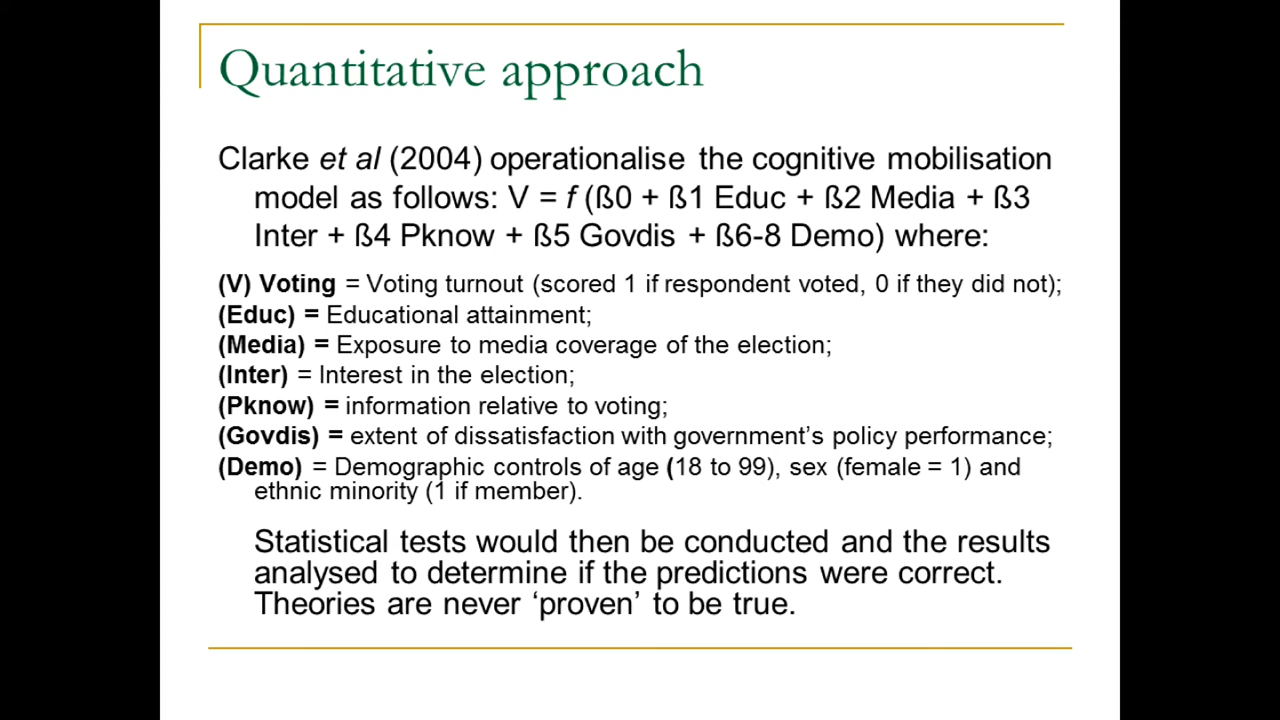 Quantitative approach
Clarke et al (2004) operationalise the cognitive mobilisation
model as follows: V = f (ß0 + ß1 Educ + ß2 Media + ß3
Inter + ß4 Pknow + ß5 Govdis + ß6-8 Demo) where:
(V) Voting = Voting turnout (scored 1 if respondent voted, 0 if they did not);
(Educ) = Educational attainment;
(Media) = Exposure to media coverage of the election;
(Inter) = Interest in the election;
(Pknow) = information relative to voting;
(Govdis) = extent of dissatisfaction with government’s policy performance;
(Demo) = Demographic controls of age (18 to 99), sex (female = 1) and
ethnic minority (1 if member).
Statistical tests would then be conducted and the results
analysed to determine if the predictions were correct.
Theories are never ‘proven’ to be true.